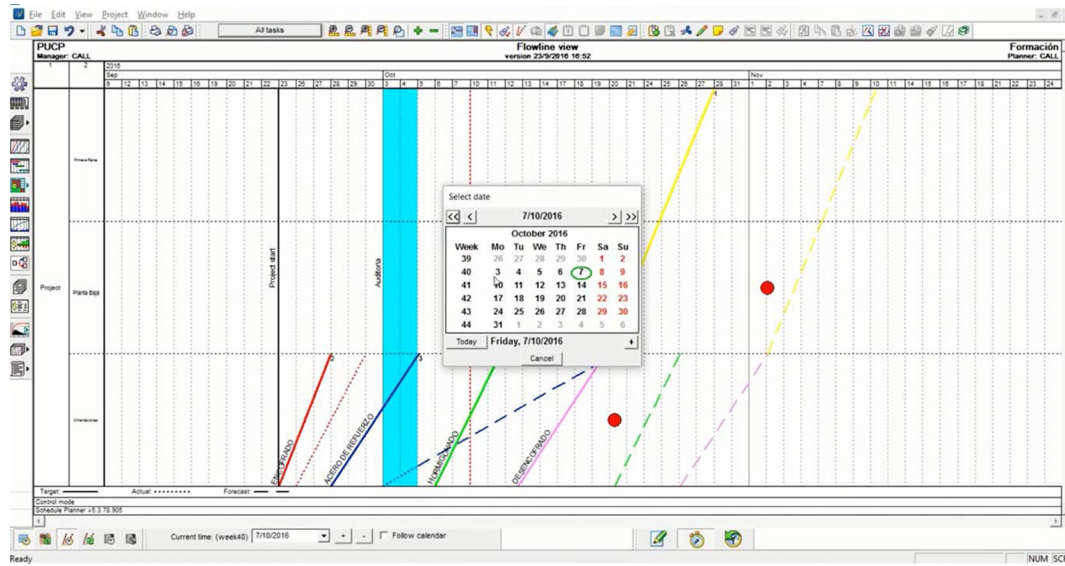 File Edit View Project Window Help
All tasks
PUCP
Manager: CALL
Flowline view
version 23/9/2016 16:52
Formación
Planner: CALL
1 2 2016
Sep Oct Nov
9 12 13 14 15 16 19 20 21 22 23 26 27 28 29 30 3 4 5 6 7 10 11 12 13 14 17 18 19 20 21 24 25 26 27 28 31 1 2 3 4 7 8 9 10 11 14 15 16 17 18 21 22 23 24
1
Project start
Auditoria
Project
Planta Baja
2
3
ENCOFRADO
ACERO DE REFUERZO
HORMIGONADO
DESENCOFRADO
Select date
<< < 7/10/2016 > >>
October 2016
Week Mo Tu We Th Fr Sa Su
39 26 27 28 29 30 1 2
40 3 4 5 6 7 8 9
41 10 11 12 13 14 15 16
42 17 18 19 20 21 22 23
43 24 25 26 27 28 29 30
44 31 1 2 3 4 5 6
Today Friday, 7/10/2016 +
Cancel
Target: Actual: Forecast:
Control mode
Schedule Planner v5.3.78.905
Current time: (week40) 7/10/2016 + - Follow calendar
Ready
NUM SC